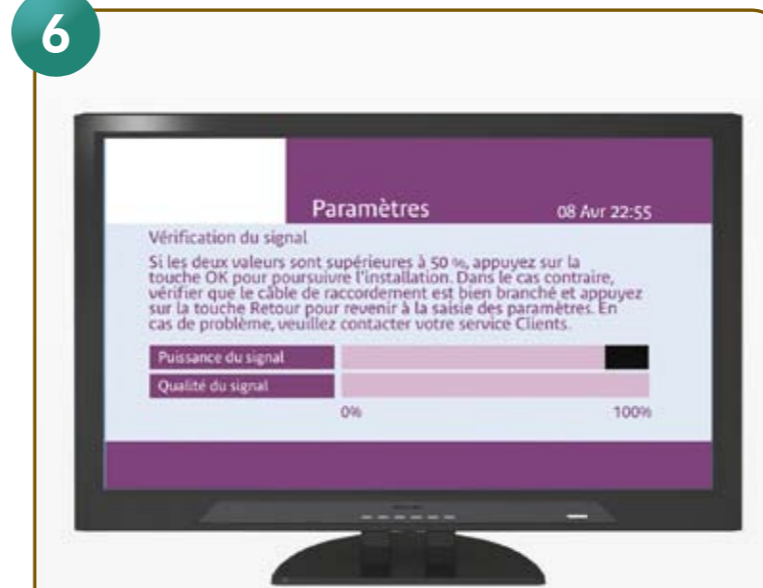 6
Paramètres
08 Avr 22:55
Vérification du signal
Si les deux valeurs sont supérieures à 50 %, appuyez sur la
touche OK pour poursuivre l'installation. Dans le cas contraire,
vérifier que le câble de raccordement est bien branché et appuyez
sur la touche Retour pour revenir à la saisie des paramètres. En
cas de problème, veuillez contacter votre service Clients.
Puissance du signal
Qualité du signal
0% 100%